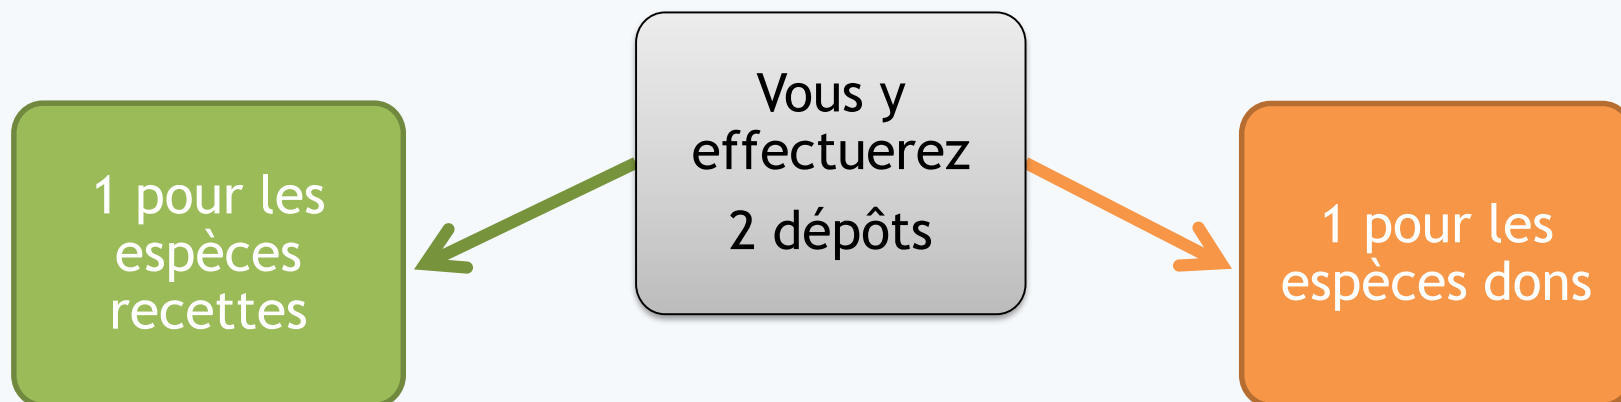 Vous y
effectuerez
2 dépôts
1 pour les
espèces
recettes
1 pour les
espèces dons